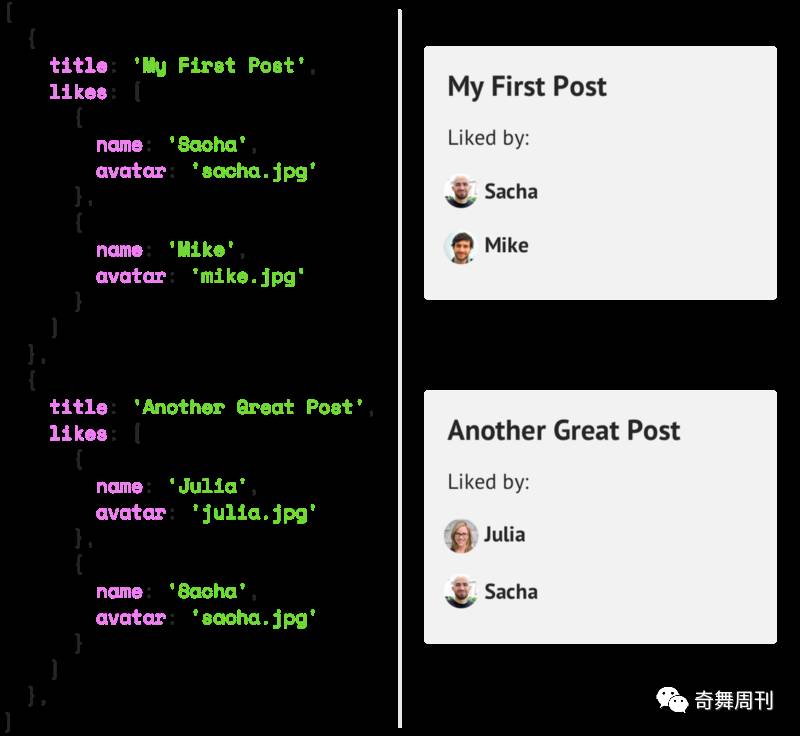 [
{
title: 'My First Post',
likes: [
{
name: 'Sacha',
avatar: 'sacha.jpg'
},
{
name: 'Mike',
avatar: 'mike.jpg'
}
]
},
{
title: 'Another Great Post',
likes: [
{
name: 'Julia',
avatar: 'julia.jpg'
},
{
name: 'Sacha',
avatar: 'sacha.jpg'
}
]
},
]
My First Post
Liked by:
Sacha
Mike
Another Great Post
Liked by:
Julia
Sacha
奇舞周刊